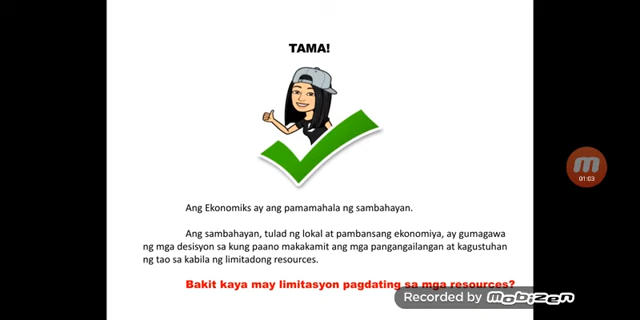 TAMA!
Ang Ekonomiks ay ang pamamahala ng sambahayan.
Ang sambahayan, tulad ng lokal at pambansang ekonomiya, ay gumagawa
ng mga desisyon sa kung paano makakamit ang mga pangangailangan at kagustuhan
ng tao sa kabila ng limitadong resources.
Bakit kaya may limitasyon pagdating sa mga resources?
Recorded by mobizen
01:03